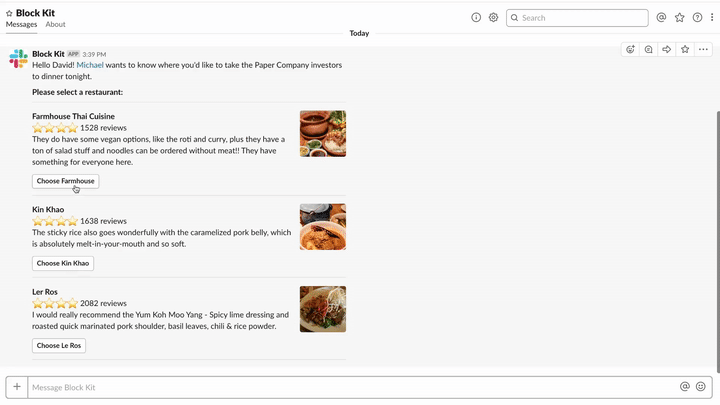 Block Kit
Messages About
Search
Today
Block Kit APP 3:39 PM
Hello David! Michael wants to know where you'd like to take the Paper Company investors
to dinner tonight.
Please select a restaurant:
Farmhouse Thai Cuisine
1528 reviews
They do have some vegan options, like the roti and curry, plus they have a
ton of salad stuff and noodles can be ordered without meat!! They have
something for everyone here.
Choose Farmhouse
Kin Khao
1638 reviews
The sticky rice also goes wonderfully with the caramelized pork belly, which
is absolutely melt-in-your-mouth and so soft.
Choose Kin Khao
Ler Ros
2082 reviews
I would really recommend the Yum Koh Moo Yang - Spicy lime dressing and
roasted quick marinated pork shoulder, basil leaves, chili & rice powder.
Choose Le Ros
Message Block Kit